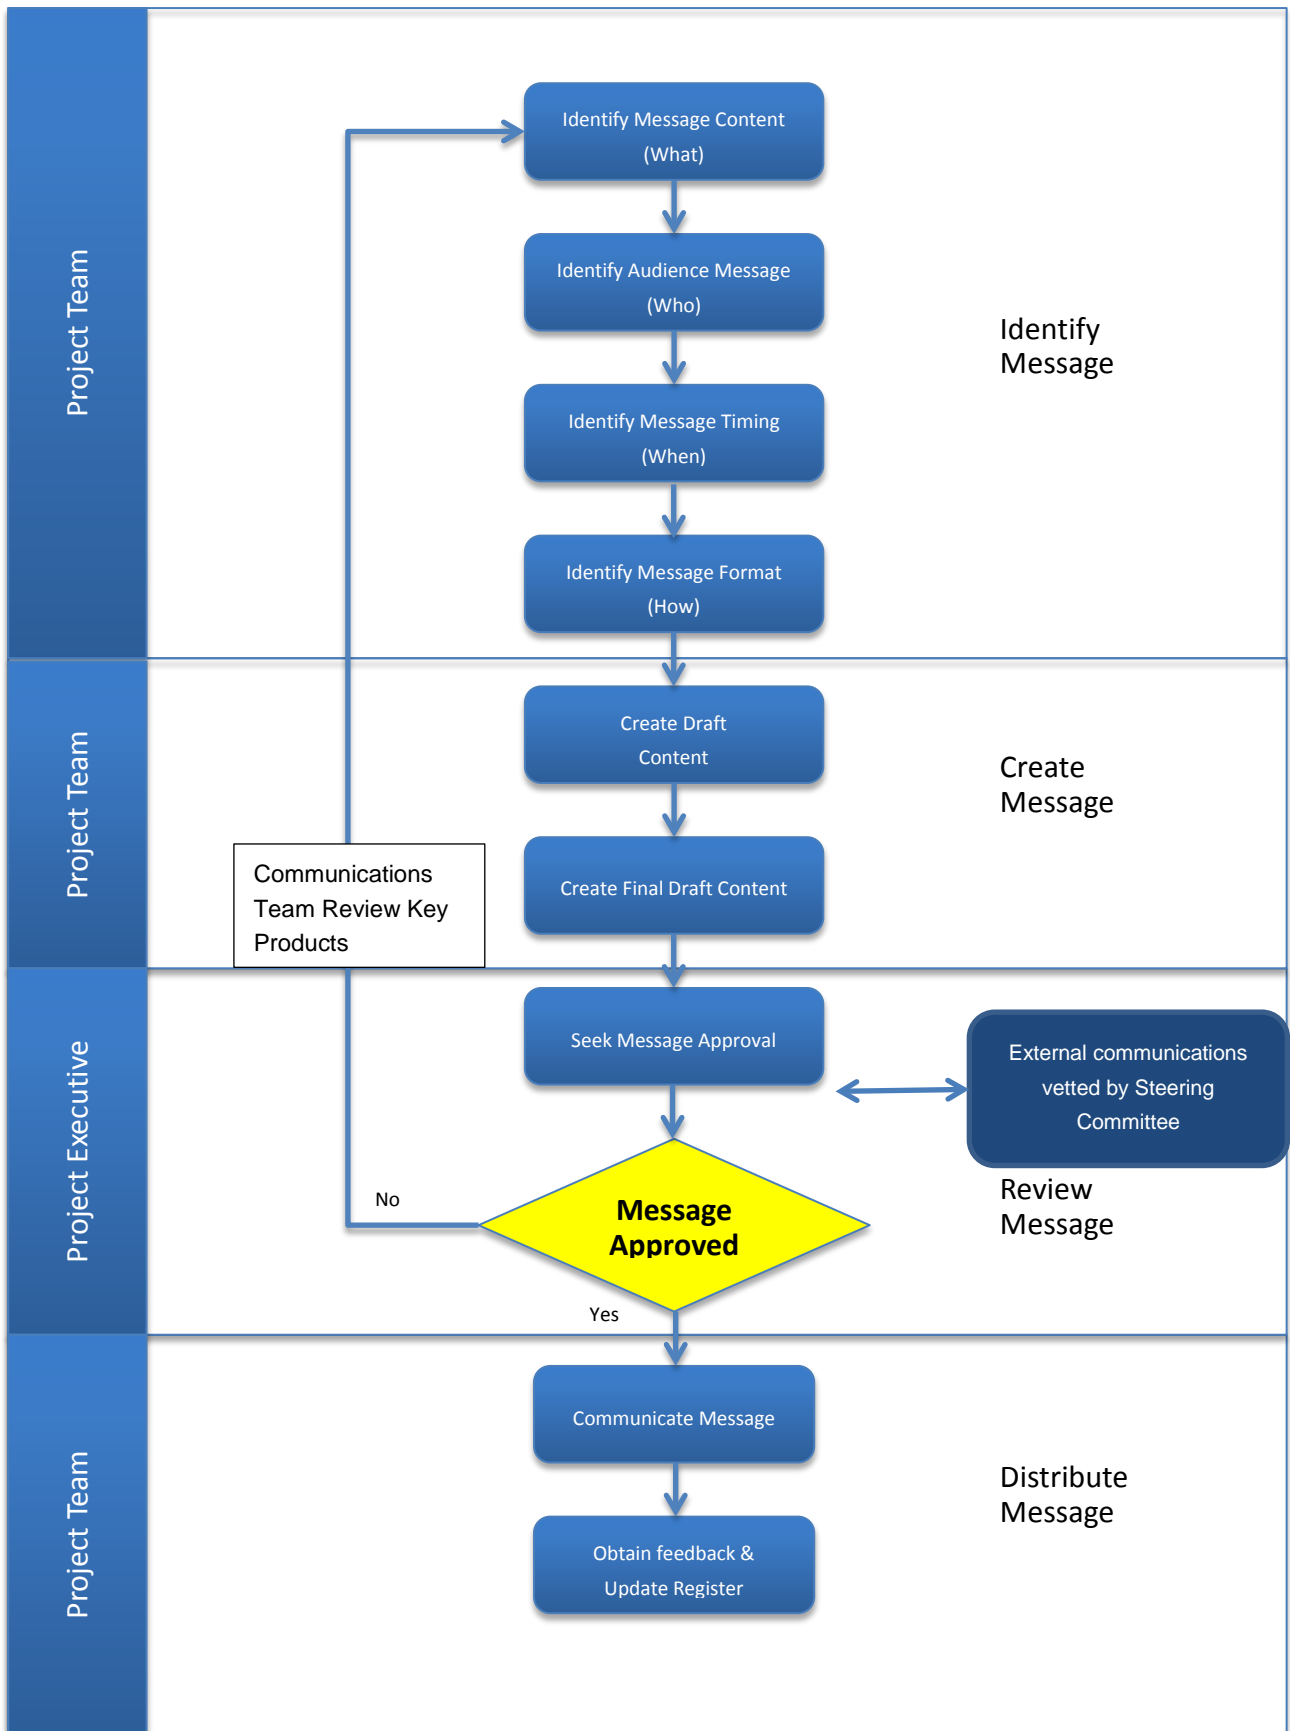 Project Team
Identify Message Content
(What)
Identify Audience Message
(Who)
Identify Message Timing
(When)
Identify Message Format
(How)
Identify
Message
Project Team
Create Draft
Content
Create Final Draft Content
Create
Message
Communications
Team Review Key
Products
Project Executive
Seek Message Approval
External communications
vetted by Steering
Committee
Review
Message
No
Message
Approved
Yes
Project Team
Communicate Message
Obtain feedback &
Update Register
Distribute
Message